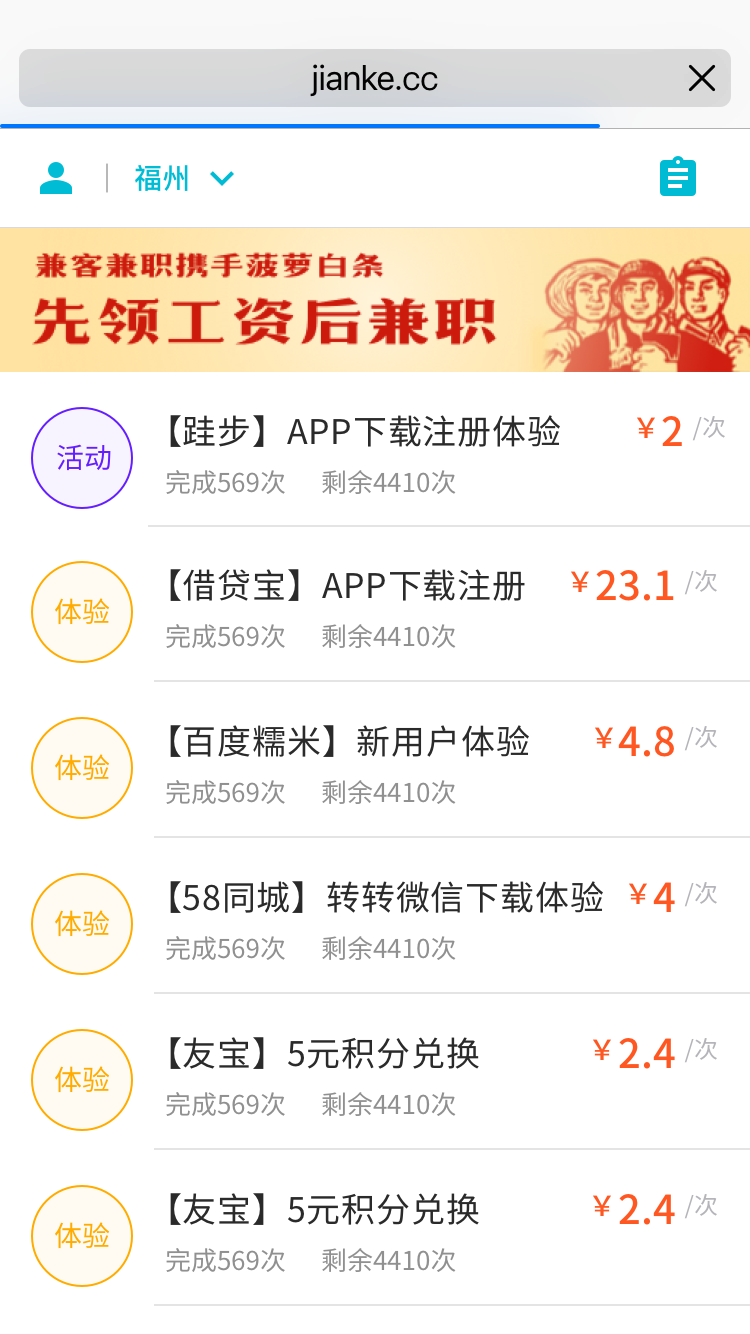 jianke.cc
福州
兼客兼职携手菠萝白条
先领工资后兼职
活动
【跬步】APP下载注册体验
¥2/次
完成569次 剩余4410次
体验
【借贷宝】APP下载注册
¥23.1/次
完成569次 剩余4410次
体验
【百度糯米】新用户体验
¥4.8/次
完成569次 剩余4410次
体验
【58同城】转转微信下载体验
¥4/次
完成569次 剩余4410次
体验
【友宝】5元积分兑换
¥2.4/次
完成569次 剩余4410次
体验
【友宝】5元积分兑换
¥2.4/次
完成569次 剩余4410次